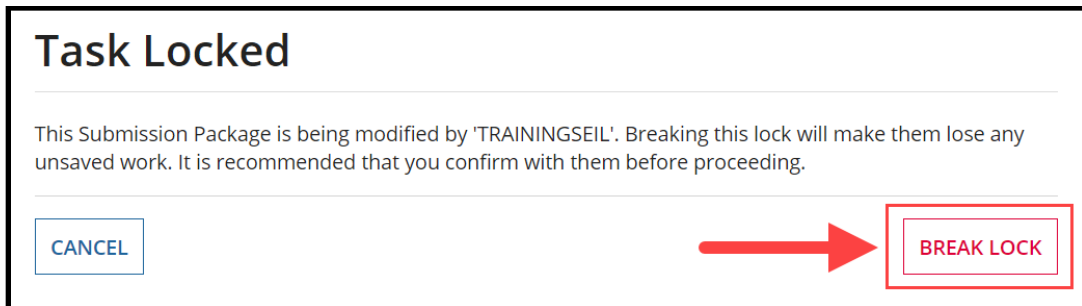 Task Locked
This Submission Package is being modified by 'TRAININGSEIL'. Breaking this lock will make them lose any
unsaved work. It is recommended that you confirm with them before proceeding.
CANCEL
BREAK LOCK